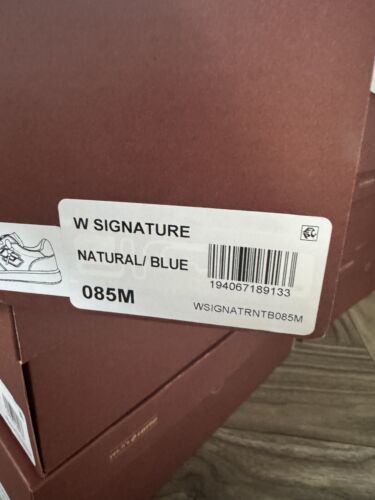 W SIGNATURE
NATURAL/ BLUE
194067189133
085M
WSIGNATRNTB085M